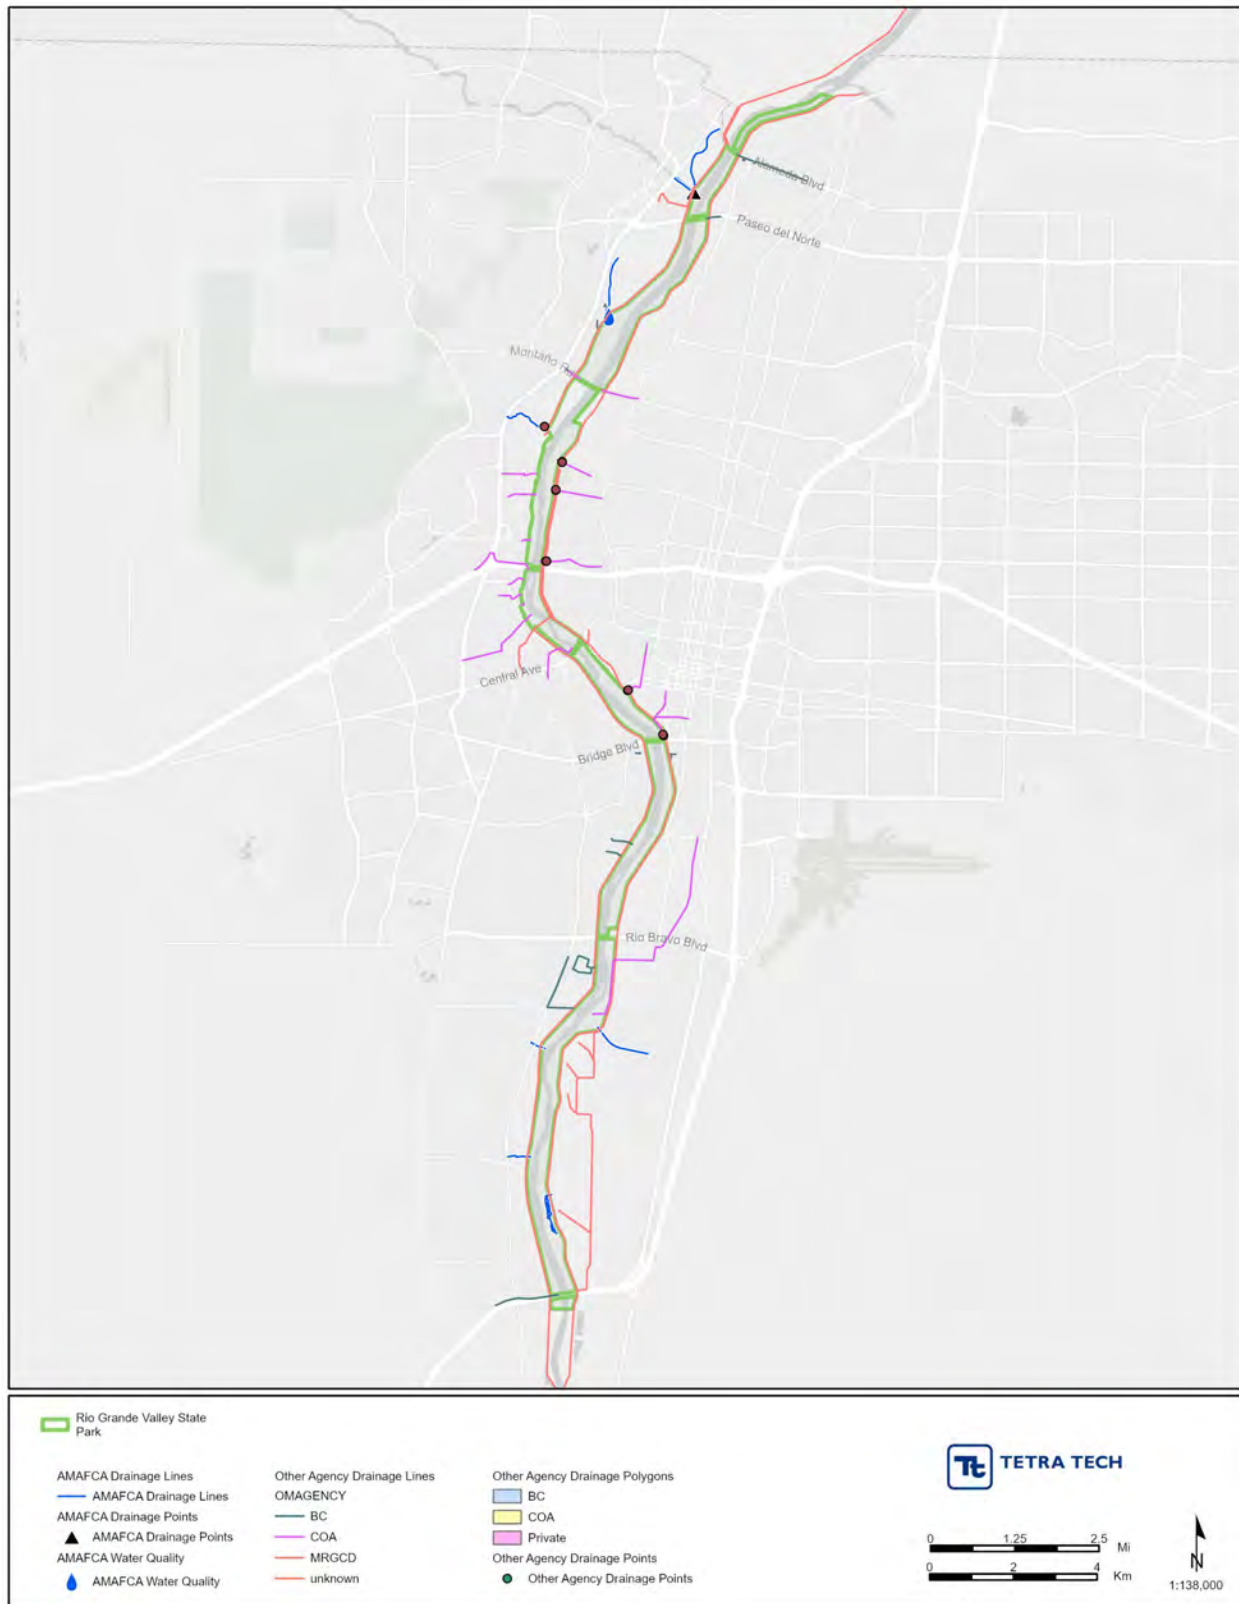 Alameda Blvd
Paseo del Norte
Montaño Rd
Central Ave
Bridge Blvd
Rio Bravo Blvd
Rio Grande Valley State
Park
AMAFCA Drainage Lines
AMAFCA Drainage Lines
AMAFCA Drainage Points
AMAFCA Drainage Points
AMAFCA Water Quality
AMAFCA Water Quality
Other Agency Drainage Lines
OMAGENCY
BC
COA
MRGCD
unknown
Other Agency Drainage Polygons
BC
COA
Private
Other Agency Drainage Points
Other Agency Drainage Points
Tt TETRA TECH
0 1.25 2.5 Mi
0 2 4 Km
N
1:138,000